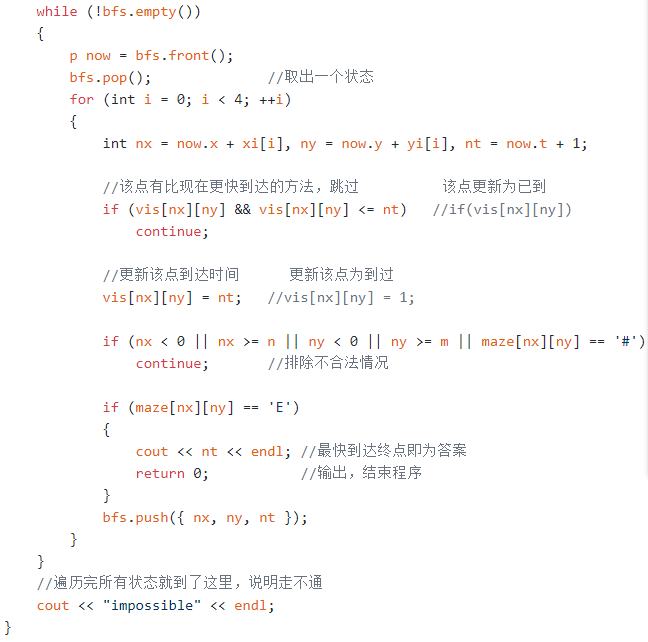 while (!bfs.empty())
{
p now = bfs.front();
bfs.pop(); //取出一个状态
for (int i = 0; i < 4; ++i)
{
int nx = now.x + xi[i], ny = now.y + yi[i], nt = now.t + 1;
//该点有比现在更快到达的方法，跳过 该点更新为已到
if (vis[nx][ny] && vis[nx][ny] <= nt) //if(vis[nx][ny])
continue;
//更新该点到达时间 更新该点为到过
vis[nx][ny] = nt; //vis[nx][ny] = 1;
if (nx < 0 || nx >= n || ny < 0 || ny >= m || maze[nx][ny] == '#')
continue; //排除不合法情况
if (maze[nx][ny] == 'E')
{
cout << nt << endl; //最快到达终点即为答案
return 0; //输出，结束程序
}
bfs.push({ nx, ny, nt });
}
}
//遍历完所有状态就到了这里，说明走不通
cout << "impossible" << endl;
}